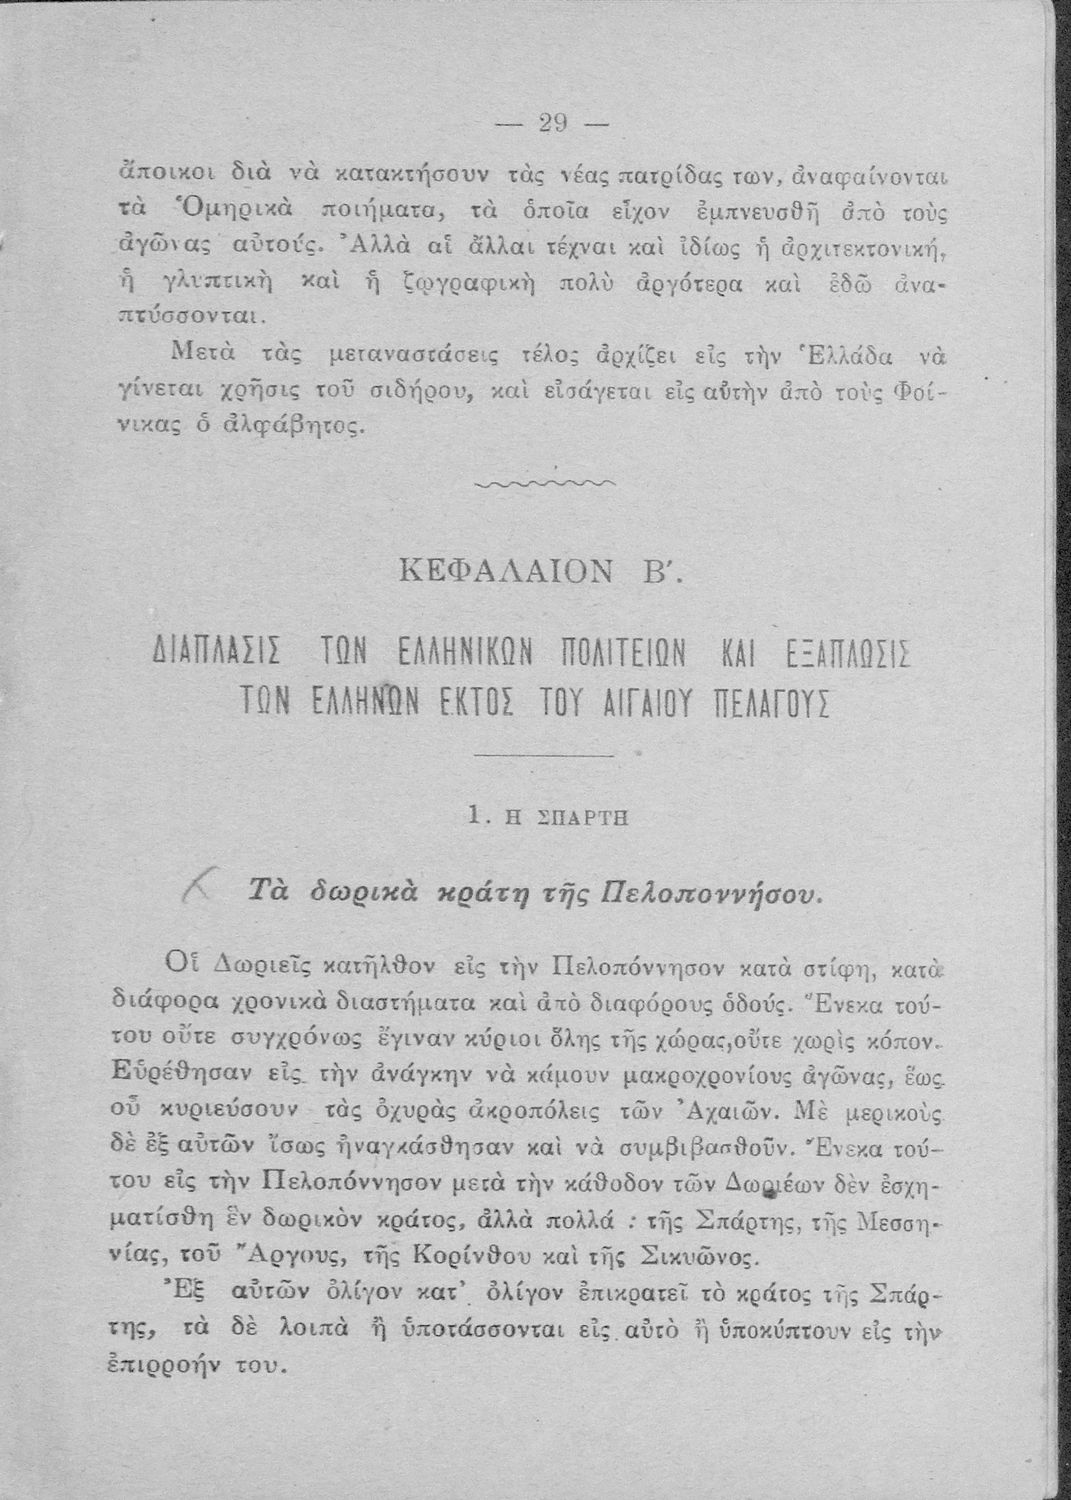 — 29 —
ἄποικοι διὰ νὰ κατακτήσουν τὰς νέας πατρίδας των, ἀναφαίνονται
τὰ Ὁμηρικὰ ποιήματα, τὰ ὁποῖα εἶχον ἐμπνευσθῆ ἀπὸ τοὺς
ἀγῶνας αὐτούς. Ἀλλὰ αἱ ἄλλαι τέχναι καὶ ἰδίως ἡ ἀρχιτεκτονική,
ἡ γλυπτικὴ καὶ ἡ ζῳγραφικὴ πολὺ ἀργότερα καὶ ἐδῶ ἀνα-
πτύσσονται.
Μετὰ τὰς μεταναστάσεις τέλος ἀρχίζει εἰς τὴν Ἑλλάδα νὰ
γίνεται χρῆσις τοῦ σιδήρου, καὶ εἰσάγεται εἰς αὐτὴν ἀπὸ τοὺς Φοί-
νικας ὁ ἀλφάβητος.
ΚΕΦΑΛΑΙΟΝ Β΄.
ΔΙΑΠΛΑΣΙΣ ΤΩΝ ΕΛΛΗΝΙΚΩΝ ΠΟΛΙΤΕΙΩΝ ΚΑΙ ΕΞΑΠΛΩΣΙΣ
ΤΩΝ ΕΛΛΗΝΩΝ ΕΚΤΟΣ ΤΟΥ ΑΙΓΑΙΟΥ ΠΕΛΑΓΟΥΣ
1. Η ΣΠΑΡΤΗ
Τὰ δωρικὰ κράτη τῆς Πελοποννήσου.
Οἱ Δωριεῖς κατῆλθον εἰς τὴν Πελοπόννησον κατὰ στίφη, κατὰ
διάφορα χρονικὰ διαστήματα καὶ ἀπὸ διαφόρους ὁδούς. Ἕνεκα τού-
του οὔτε συγχρόνως ἔγιναν κύριοι ὅλης τῆς χώρας,οὔτε χωρὶς κόπον.
Εὑρέθησαν εἰς τὴν ἀνάγκην νὰ κάμουν μακροχρονίους ἀγῶνας, ἕως
οὗ κυριεύσουν τὰς ὀχυρὰς ἀκροπόλεις τῶν Ἀχαιῶν. Μὲ μερικοὺς
δὲ ἐξ αὐτῶν ἴσως ἠναγκάσθησαν καὶ νὰ συμβιβασθοῦν. Ἕνεκα τού-
του εἰς τὴν Πελοπόννησον μετὰ τὴν κάθοδον τῶν Δωριέων δὲν ἐσχη-
ματίσθη ἓν δωρικὸν κράτος, ἀλλὰ πολλά : τῆς Σπάρτης, τῆς Μεσση-
νίας, τοῦ Ἄργους, τῆς Κορίνθου καὶ τῆς Σικυῶνος.
Ἐξ αὐτῶν ὀλίγον κατ' ὀλίγον ἐπικρατεῖ τὸ κράτος τῆς Σπάρ-
της, τὰ δὲ λοιπὰ ἢ ὑποτάσσονται εἰς αὐτὸ ἢ ὑποκύπτουν εἰς τὴν
ἐπιρροήν του.